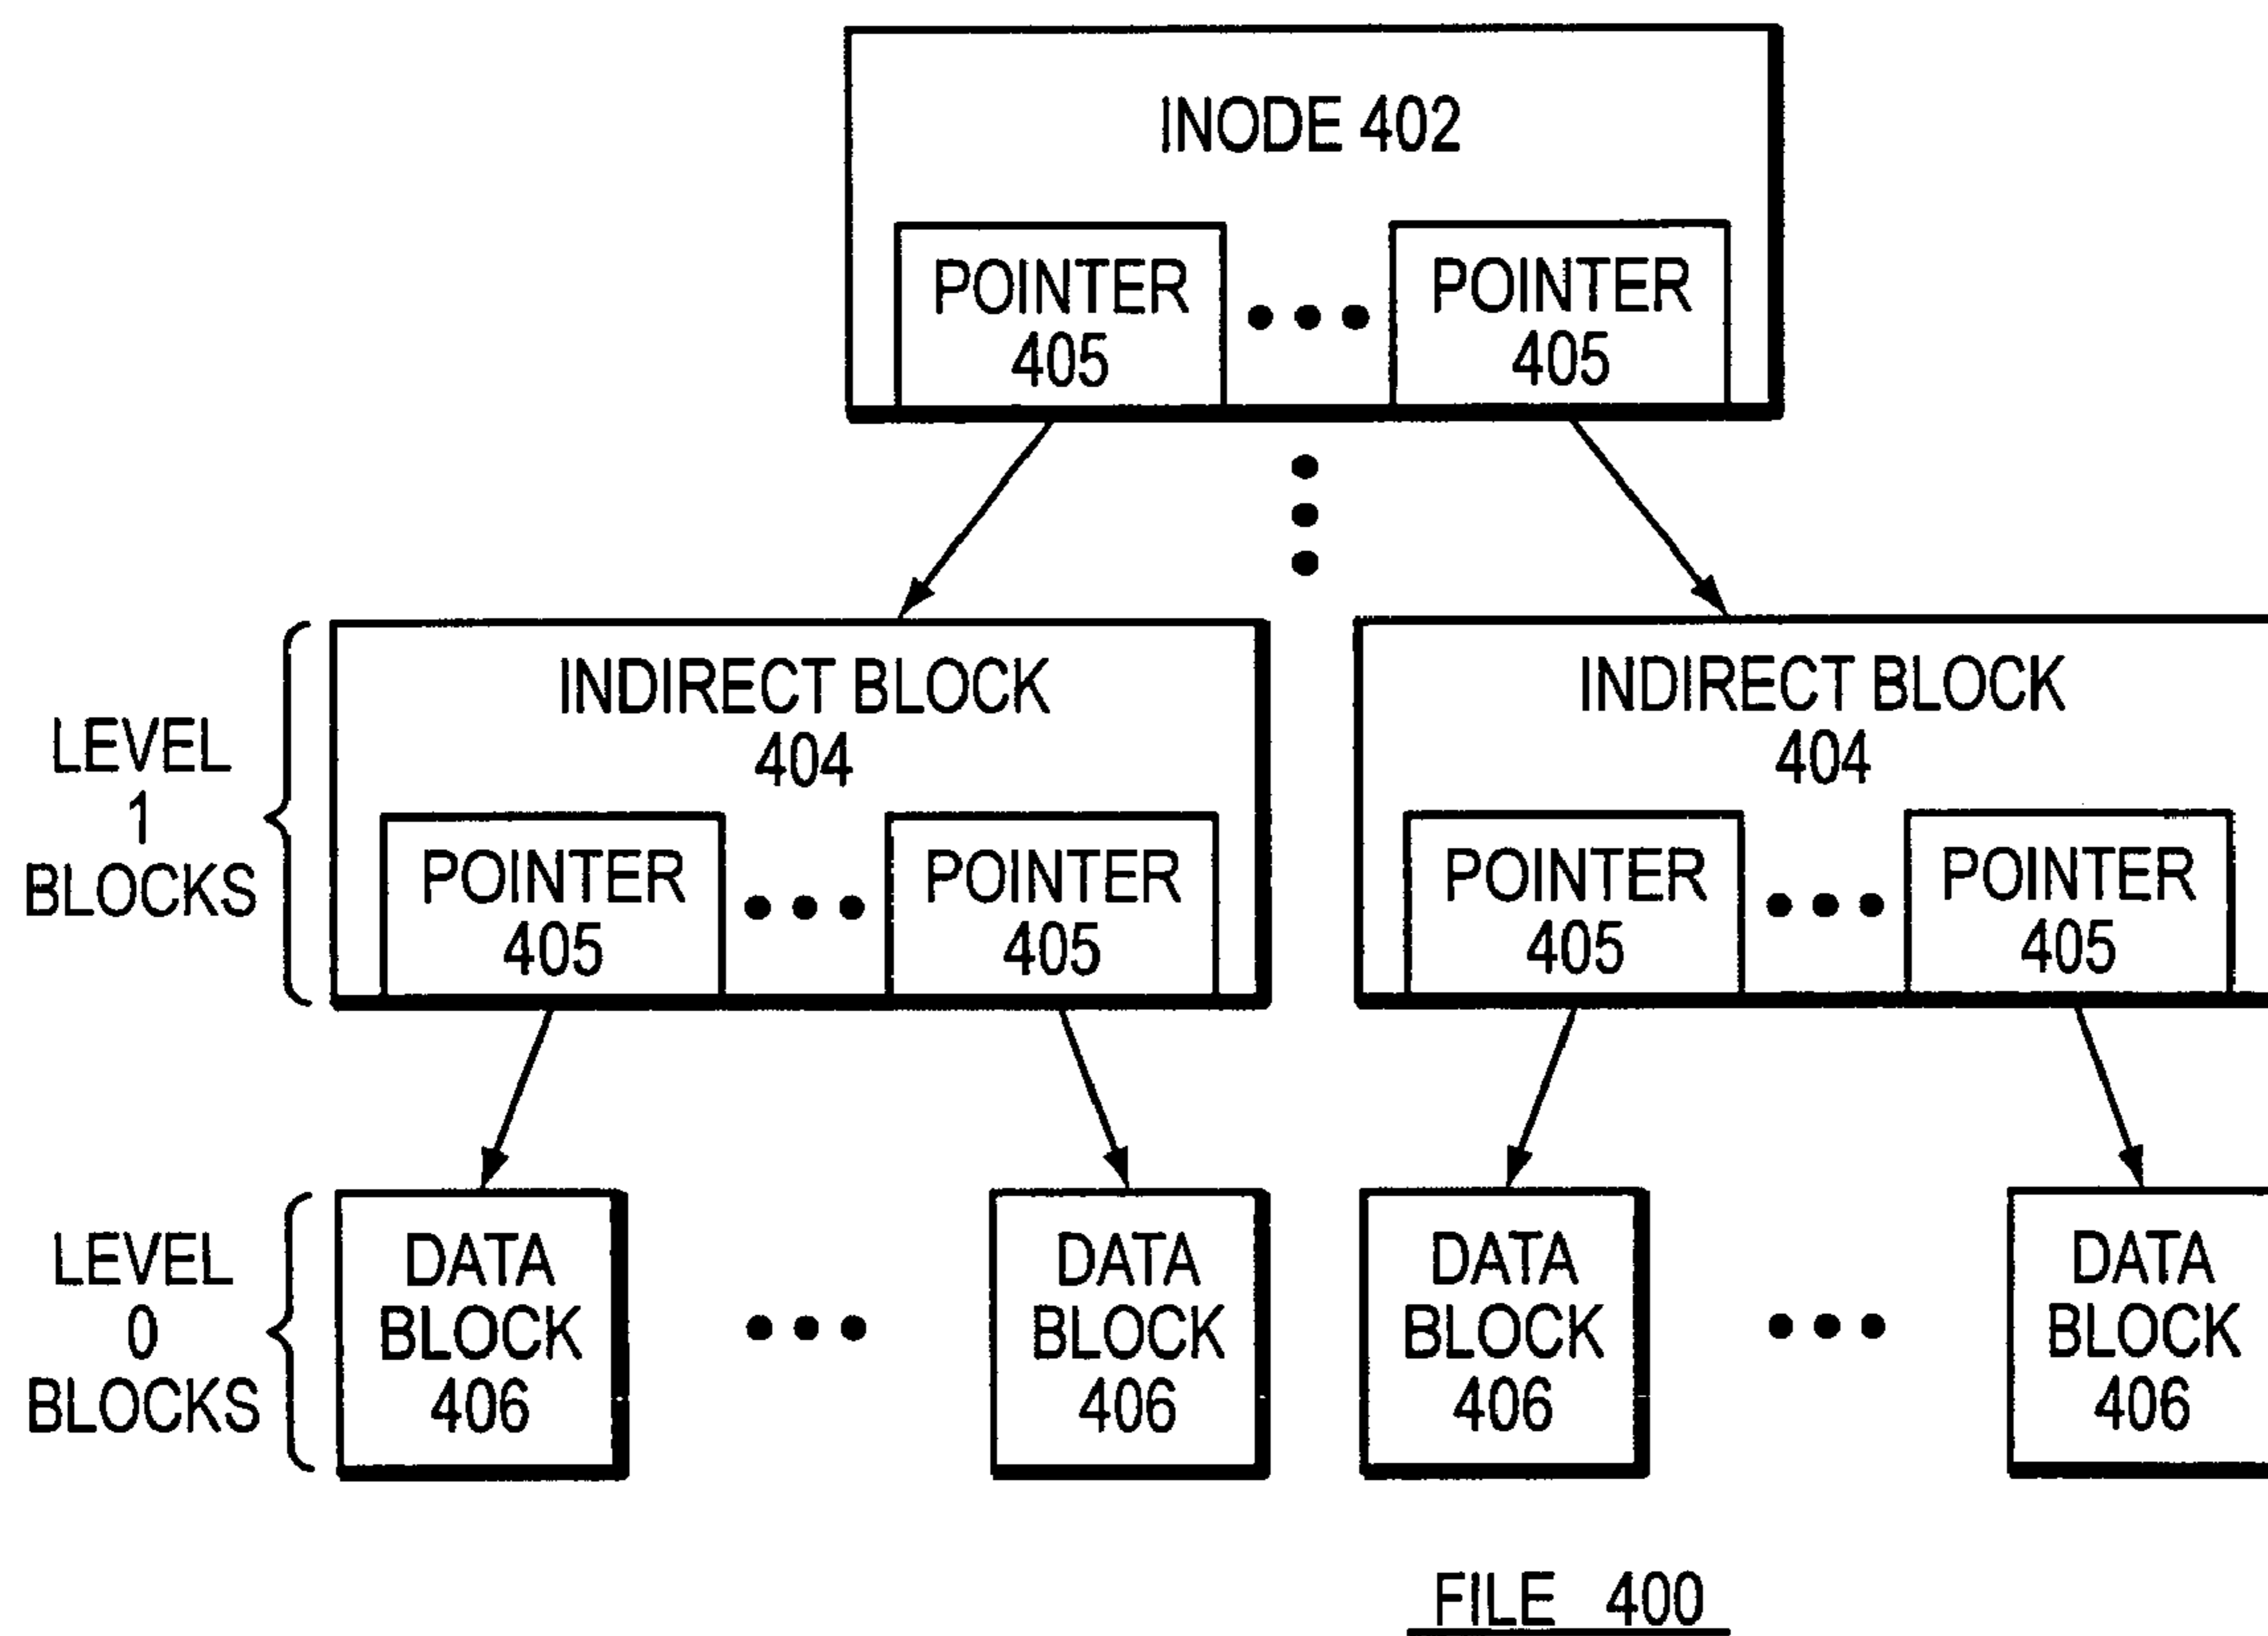 INODE 402
POINTER
405
POINTER
405
LEVEL
1
BLOCKS
INDIRECT BLOCK
404
POINTER
405
POINTER
405
INDIRECT BLOCK
404
POINTER
405
POINTER
405
LEVEL
0
BLOCKS
DATA
BLOCK
406
DATA
BLOCK
406
DATA
BLOCK
406
DATA
BLOCK
406
FILE 400